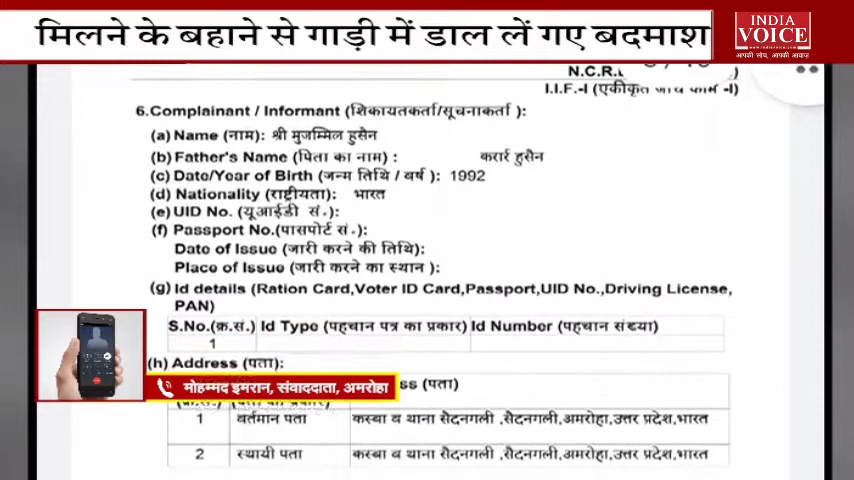 मिलने के बहाने से गाड़ी में डाल लें गए बदमाश
INDIA
VOICE
www.indiavoice.com
आपकी सोच, आपकी आवाज़
N.C.R.
I.I.F.-I (एकीकृत जांच फॉर्म -I)
6.Complainant / Informant (शिकायतकर्ता/सूचनाकर्ता ):
(a) Name (नाम): श्री मुजम्मिल हुसैन
(b) Father's Name (पिता का नाम) : करार्र हुसैन
(c) Date/Year of Birth (जन्म तिथि / वर्ष ): 1992
(d) Nationality (राष्ट्रीयता): भारत
(e) UID No. (यूआईडी सं.):
(f) Passport No.(पासपोर्ट सं.):
Date of Issue (जारी करने की तिथि):
Place of Issue (जारी करने का स्थान ):
(g) Id details (Ration Card,Voter ID Card,Passport,UID No.,Driving License,
PAN)
S.No.(क्र.सं.) Id Type (पहचान पत्र का प्रकार) Id Number (पहचान संख्या)
1
(h) Address (पता):
मोहम्मद इमरान, संवाददाता, अमरोहा
ss (पता)
1 वर्तमान पता कस्बा व थाना सैदनगली ,सैदनगली,अमरोहा,उत्तर प्रदेश,भारत
2 स्थायी पता कस्बा व थाना सैदनगली ,सैदनगली,अमरोहा,उत्तर प्रदेश,भारत